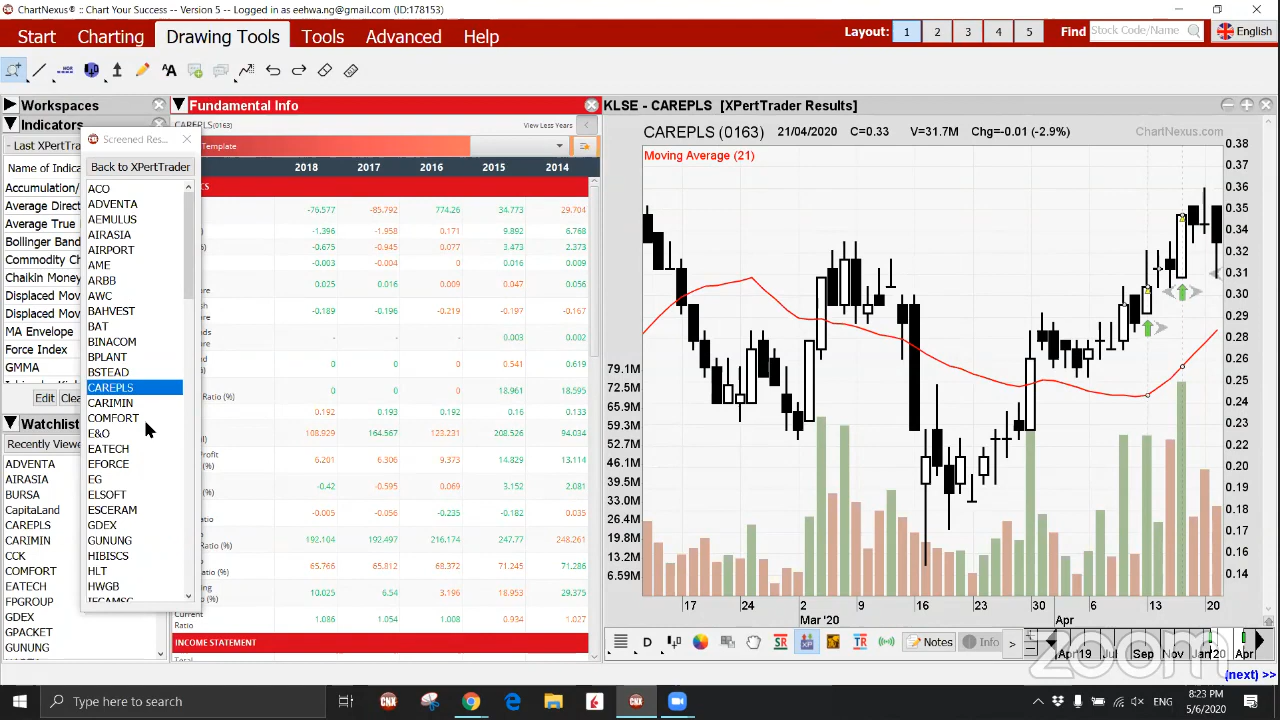 ChartNexus® :: Chart Your Success -- Version 5 -- Logged in as eehwa.ng@gmail.com (ID:178153)
Start Charting Drawing Tools Tools Advanced Help Layout: 1 2 3 4 5 Find Stock Code/Name English
Workspaces
Indicators
- Last XPertTra
Name of Indica
Accumulation/
Average Direct
Average True
Bollinger Band
Commodity Ch
Chalkin Money
Displaced Mov
Displaced Mov
MA Envelope
Force Index
GMMA
Edit Clea
Watchlist
Recently Viewe
ADVENTA
AIRASIA
BURSA
CapitaLand
CAREPLS
CARIMIN
CCK
COMFORT
EATECH
FPGROUP
GDEX
GPACKET
GUNUNG
Screened Res...
Back to XPertTrader
ACO
ADVENTA
AEMULUS
AIRASIA
AIRPORT
AME
ARBB
AWC
BAHVEST
BAT
BINACOM
BPLANT
BSTEAD
CAREPLS
CARIMIN
COMFORT
E&O
EATECH
EFORCE
EG
ELSOFT
ESCERAM
GDEX
GUNUNG
HIBISCS
HLT
HWGB
Fundamental Info
CAREPLS(0163) View Less Years
Template
2018 2017 2016 2015 2014
CS
-76.577 -85.792 774.26 34.773 29.704
-1.396 -1.958 0.171 9.892 6.768
-0.675 -0.945 0.077 3.473 2.373
-0.003 -0.004 0 0.009 0.006
0.025 0.016 0.009 0.047 0.056
-0.189 -0.196 -0.219 -0.197 -0.167
- - - 0.003 0.002
0 0 0 0.541 0.619
0 0 0 18.961 18.595
0.192 0.193 0.192 0.16 0.133
108.929 164.567 123.231 208.526 94.034
6.201 6.306 9.373 14.829 13.114
-0.42 -0.595 0.069 3.152 2.081
-0.005 -0.056 -0.235 -0.182 0.035
192.104 192.497 216.174 247.77 248.261
65.766 65.812 68.372 71.245 71.286
10.025 6.54 3.196 18.953 29.375
Current
Ratio 1.086 1.054 1.008 0.934 1.027
INCOME STATEMENT
Total
KLSE - CAREPLS [XPertTrader Results]
CAREPLS (0163) 21/04/2020 C=0.33 V=31.7M Chg=-0.01 (-2.9%) ChartNexus.com
Moving Average (21)
0.38
0.36
0.35
0.33
0.31
0.30
0.28
0.26
0.25
0.24
0.23
0.22
0.20
0.19
0.18
0.17
0.16
0.15
0.14
79.1M
72.5M
65.9M
59.3M
52.7M
46.1M
39.5M
33.0M
26.4M
19.8M
13.2M
6.59M
17 24 2 9 16 23 30 6 13 20
Mar '20 Apr
D SR TR Notes Info >
Apr19 Jul Sep Nov Jan'20 Apr
zoom
(next) >>
Type here to search
CNX
ENG
8:23 PM
5/6/2020